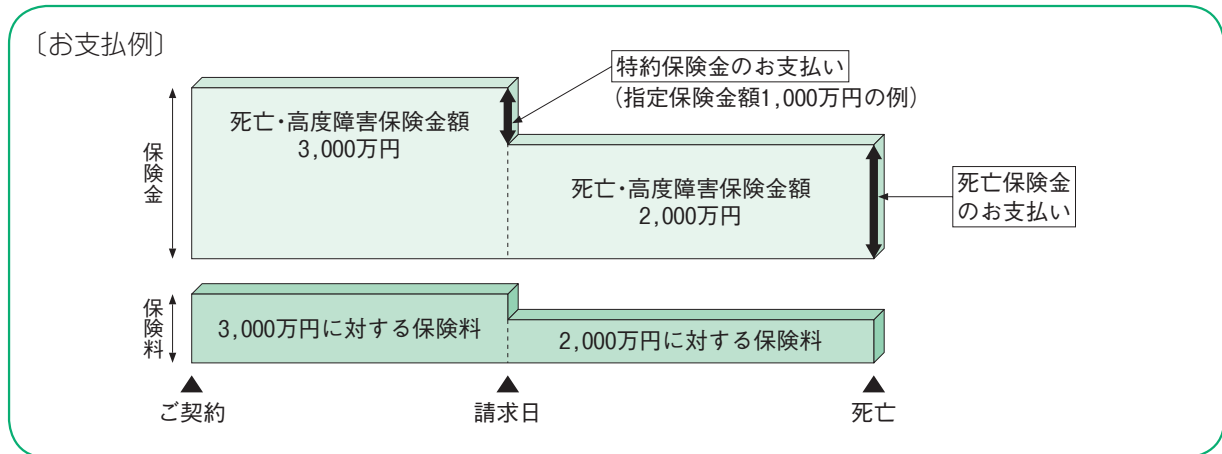 〔お支払例〕
特約保険金のお支払い
（指定保険金額1,000万円の例）
死亡・高度障害保険金額
3,000万円
保険金
死亡・高度障害保険金額
2,000万円
死亡保険金
のお支払い
保険料
3,000万円に対する保険料
2,000万円に対する保険料
ご契約
請求日
死亡